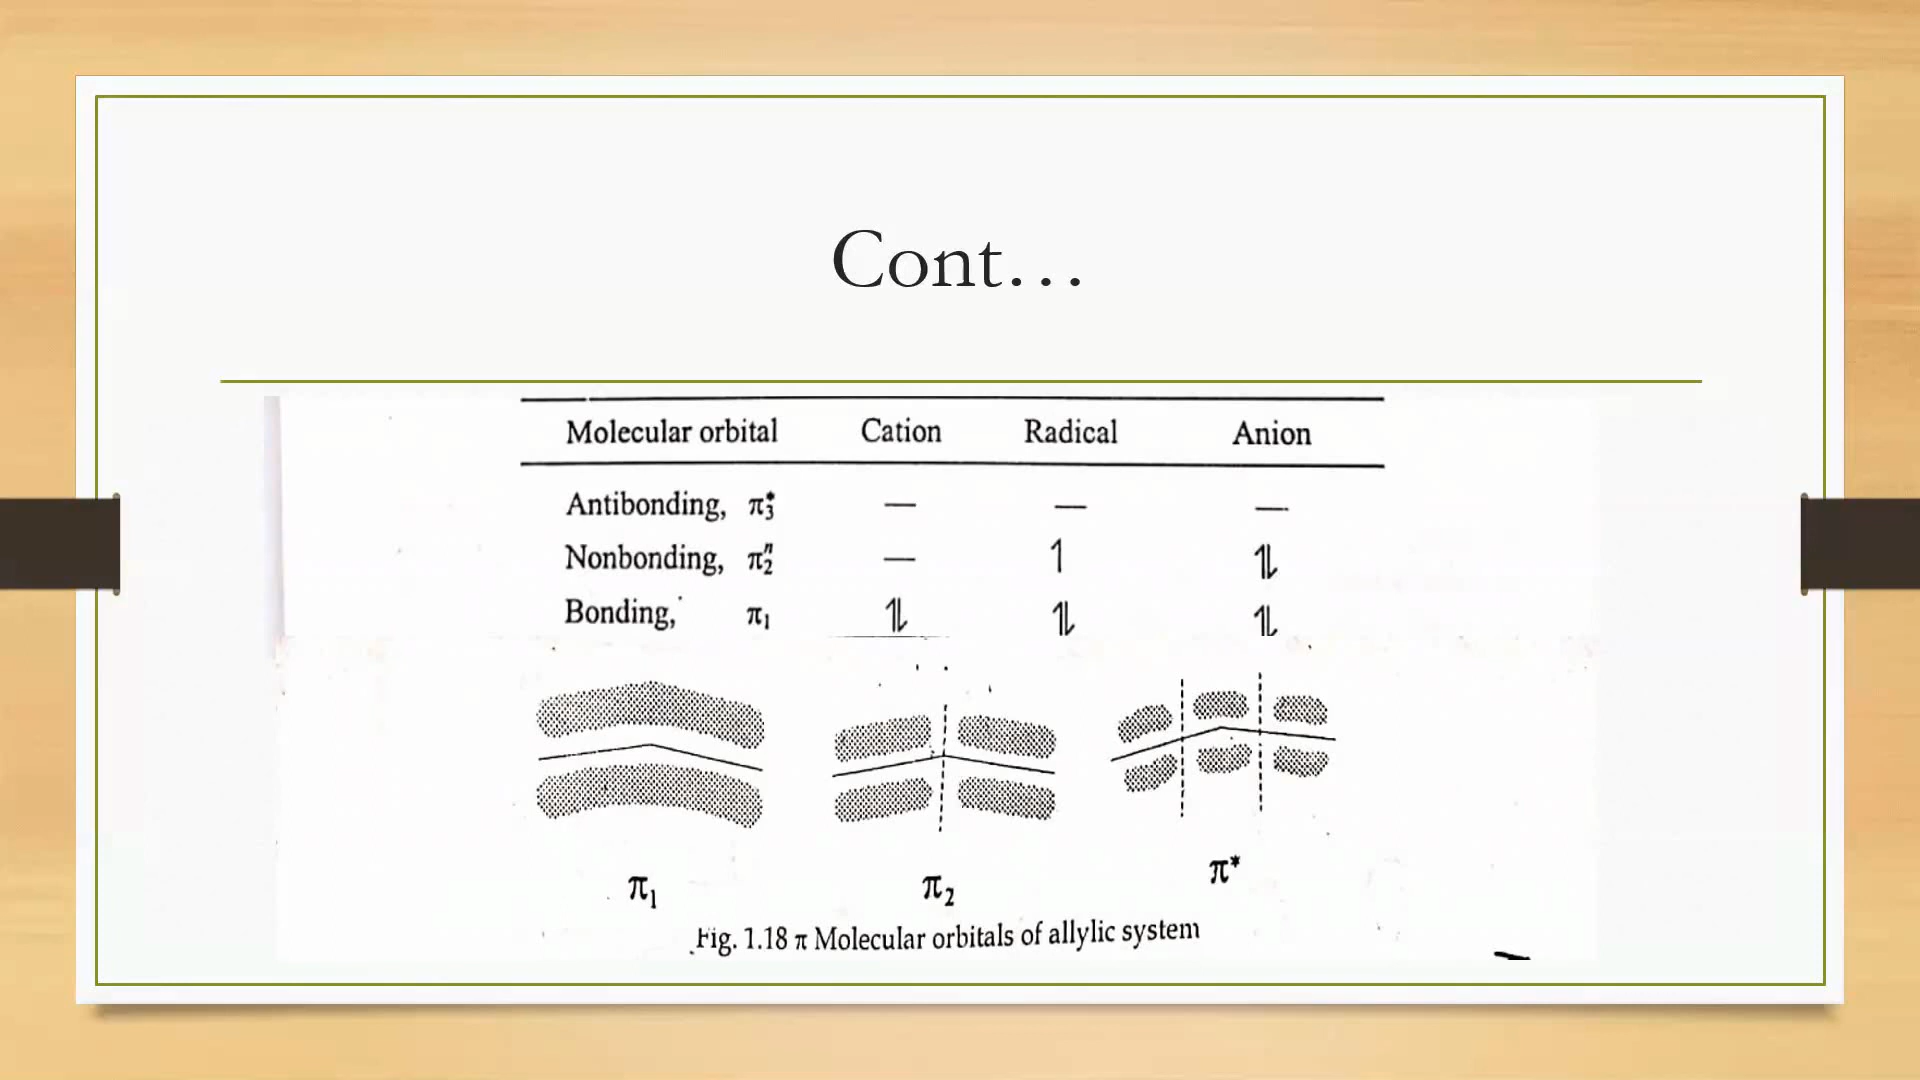 Cont…
Molecular orbital Cation Radical Anion
Antibonding, π₃* — — —
Nonbonding, π₂ⁿ — ↿ ⥮
Bonding, π₁ ⥮ ⥮ ⥮
π₁ π₂ π*
Fig. 1.18 π Molecular orbitals of allylic system